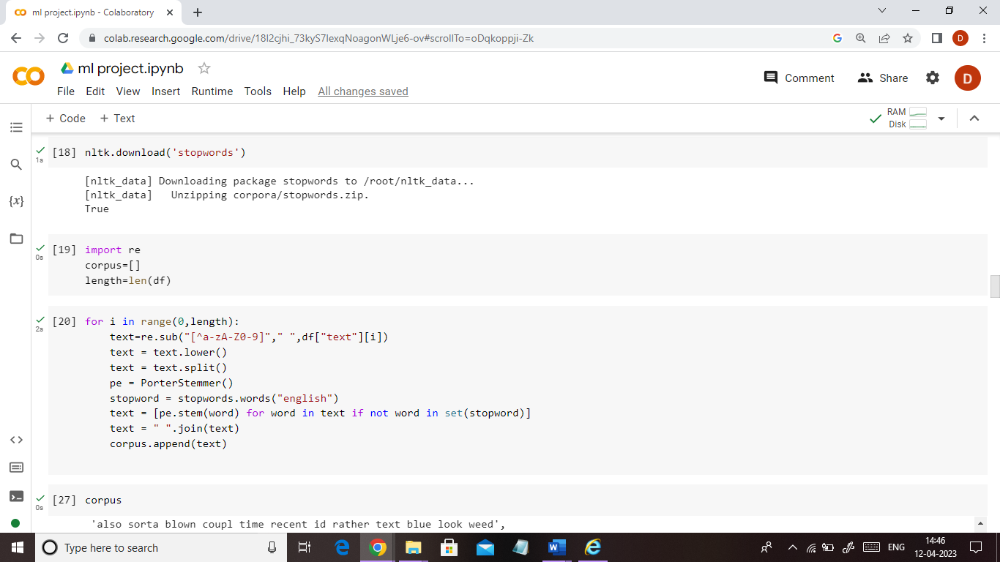 ml project.ipynb - Colaboratory
colab.research.google.com/drive/18I2cjhi_73kyS7lexqNoagonWLje6-ov#scrollTo=oDqkoppji-Zk
D
ml project.ipynb
Comment
Share
D
File Edit View Insert Runtime Tools Help All changes saved
+ Code + Text
RAM
Disk
[18] nltk.download('stopwords')
1s
[nltk_data] Downloading package stopwords to /root/nltk_data...
[nltk_data]   Unzipping corpora/stopwords.zip.
True
{x}
[19] import re
0s
corpus=[]
length=len(df)
[20] for i in range(0,length):
2s
    text=re.sub("[^a-zA-Z0-9]"," ",df["text"][i])
    text = text.lower()
    text = text.split()
    pe = PorterStemmer()
    stopword = stopwords.words("english")
    text = [pe.stem(word) for word in text if not word in set(stopword)]
    text = " ".join(text)
    corpus.append(text)
[27] corpus
0s
'also sorta blown coupl time recent id rather text blue look weed',
Type here to search
ENG
14:46
12-04-2023